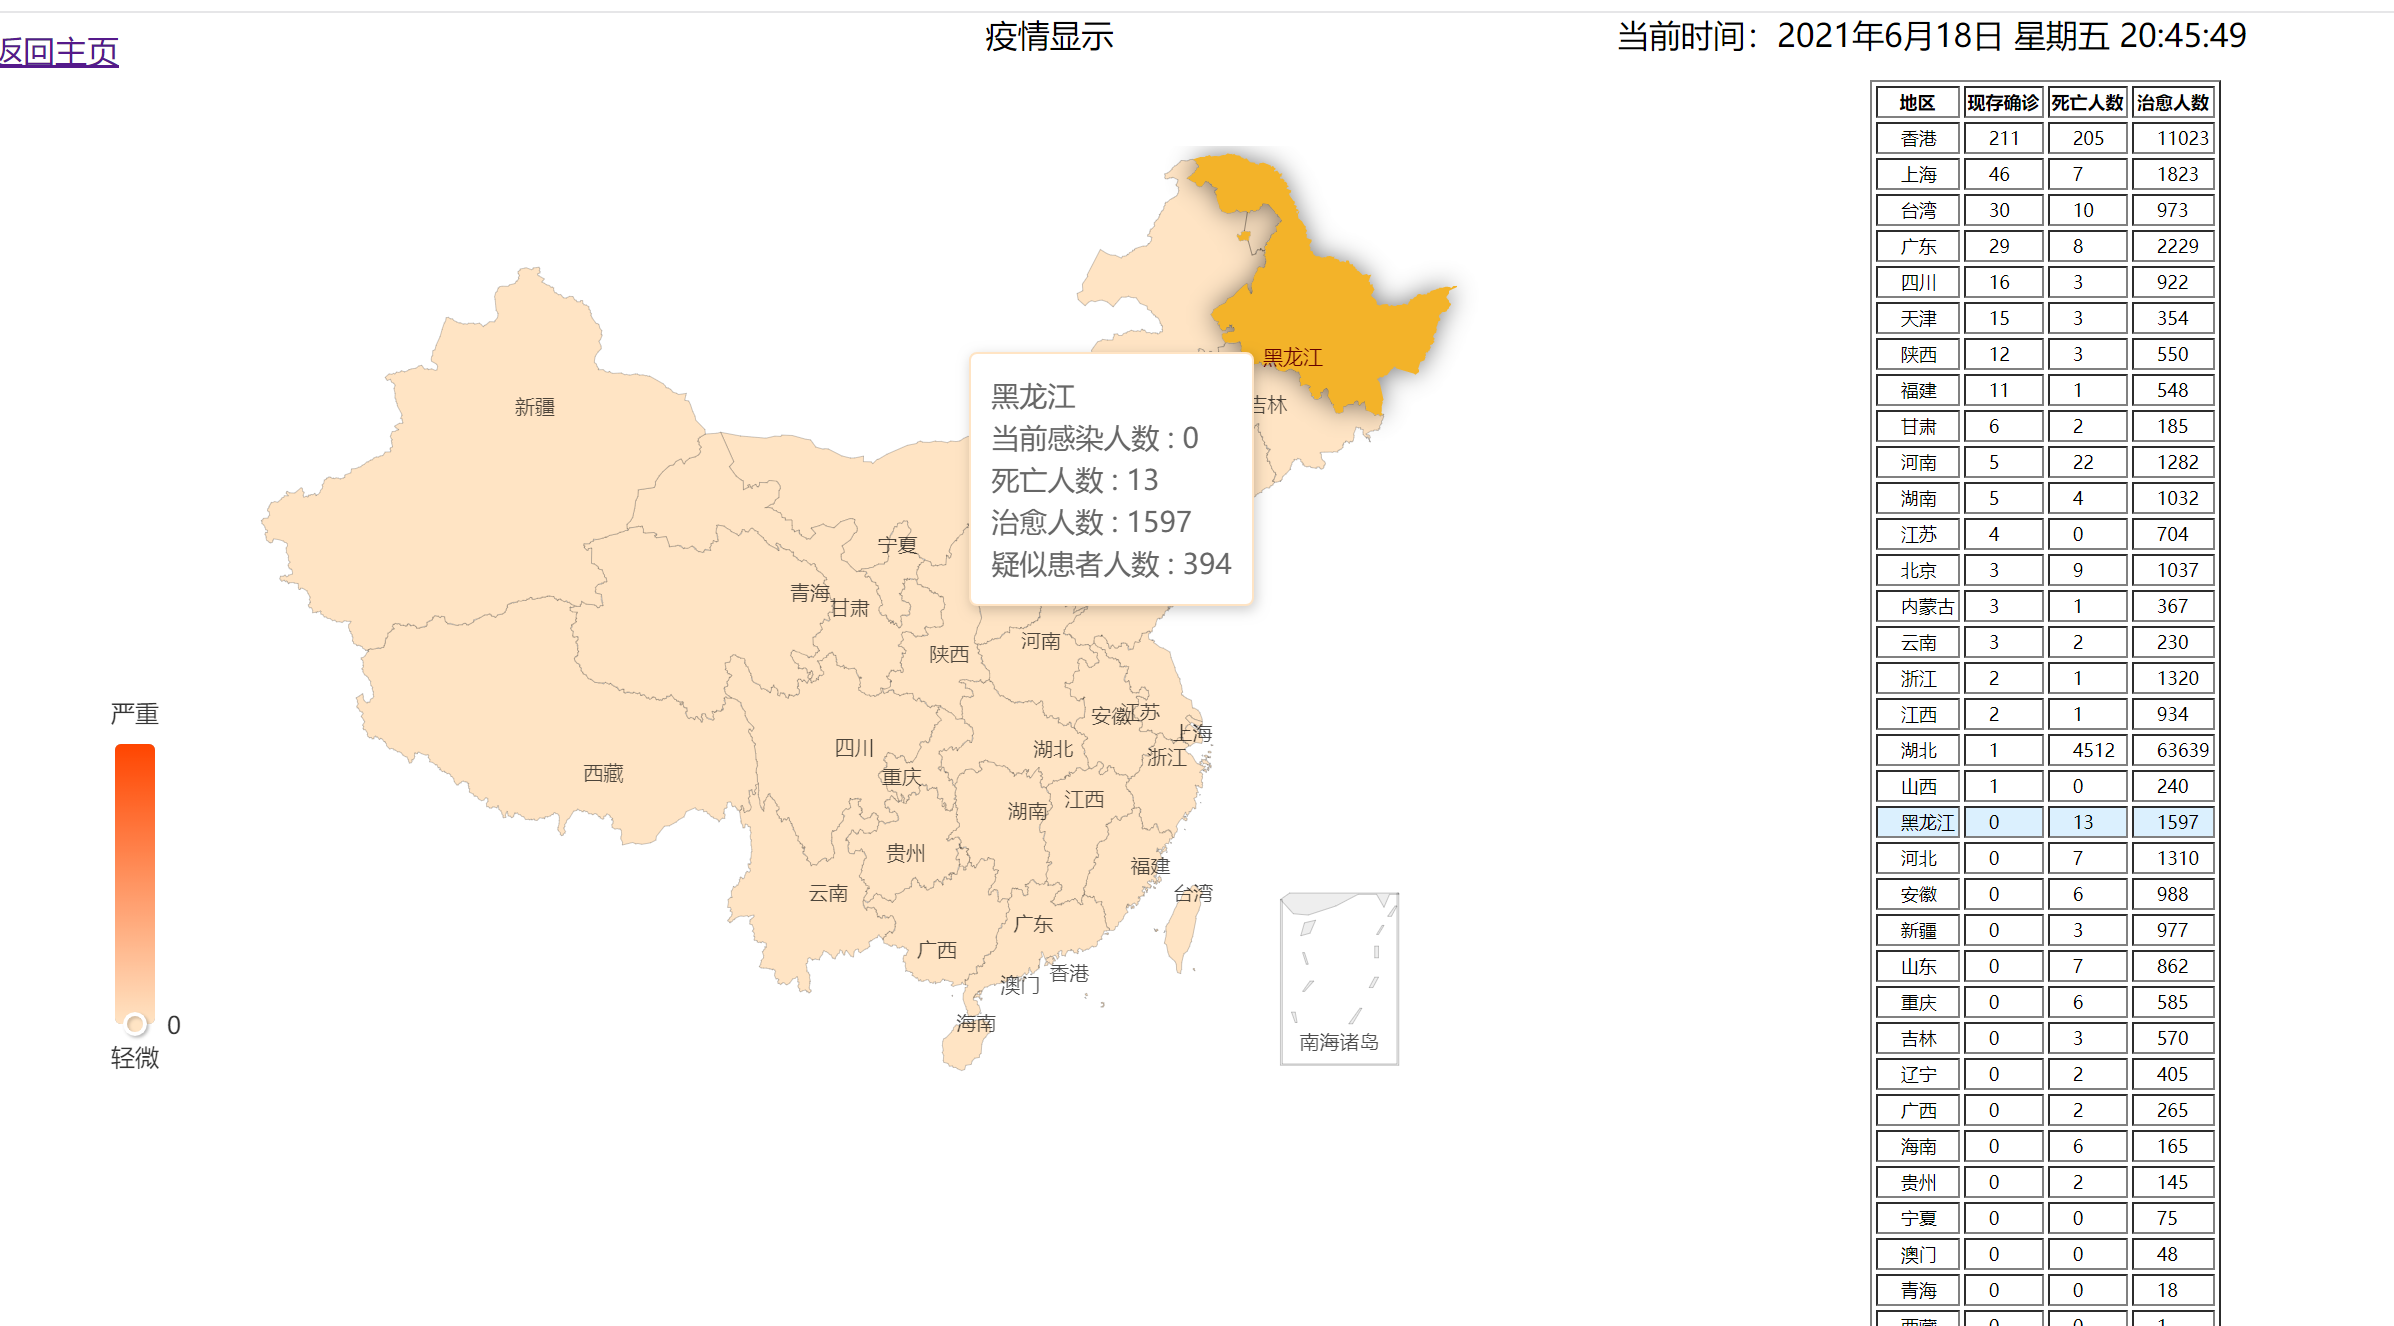 疫情显示
当前时间：2021年6月18日 星期五 20:45:49
返回主页
黑龙江
吉林
黑龙江
当前感染人数 : 0
死亡人数 : 13
治愈人数 : 1597
疑似患者人数 : 394
新疆
宁夏
青海
甘肃
河南
陕西
安徽
江苏
上海
四川
湖北
浙江
西藏
重庆
江西
湖南
贵州
福建
云南
台湾
广东
广西
香港
澳门
海南
南海诸岛
严重
0
轻微
地区 现存确诊 死亡人数 治愈人数
香港 211 205 11023
上海 46 7 1823
台湾 30 10 973
广东 29 8 2229
四川 16 3 922
天津 15 3 354
陕西 12 3 550
福建 11 1 548
甘肃 6 2 185
河南 5 22 1282
湖南 5 4 1032
江苏 4 0 704
北京 3 9 1037
内蒙古 3 1 367
云南 3 2 230
浙江 2 1 1320
江西 2 1 934
湖北 1 4512 63639
山西 1 0 240
黑龙江 0 13 1597
河北 0 7 1310
安徽 0 6 988
新疆 0 3 977
山东 0 7 862
重庆 0 6 585
吉林 0 3 570
辽宁 0 2 405
广西 0 2 265
海南 0 6 165
贵州 0 2 145
宁夏 0 0 75
澳门 0 0 48
青海 0 0 18
西藏 0 0 1